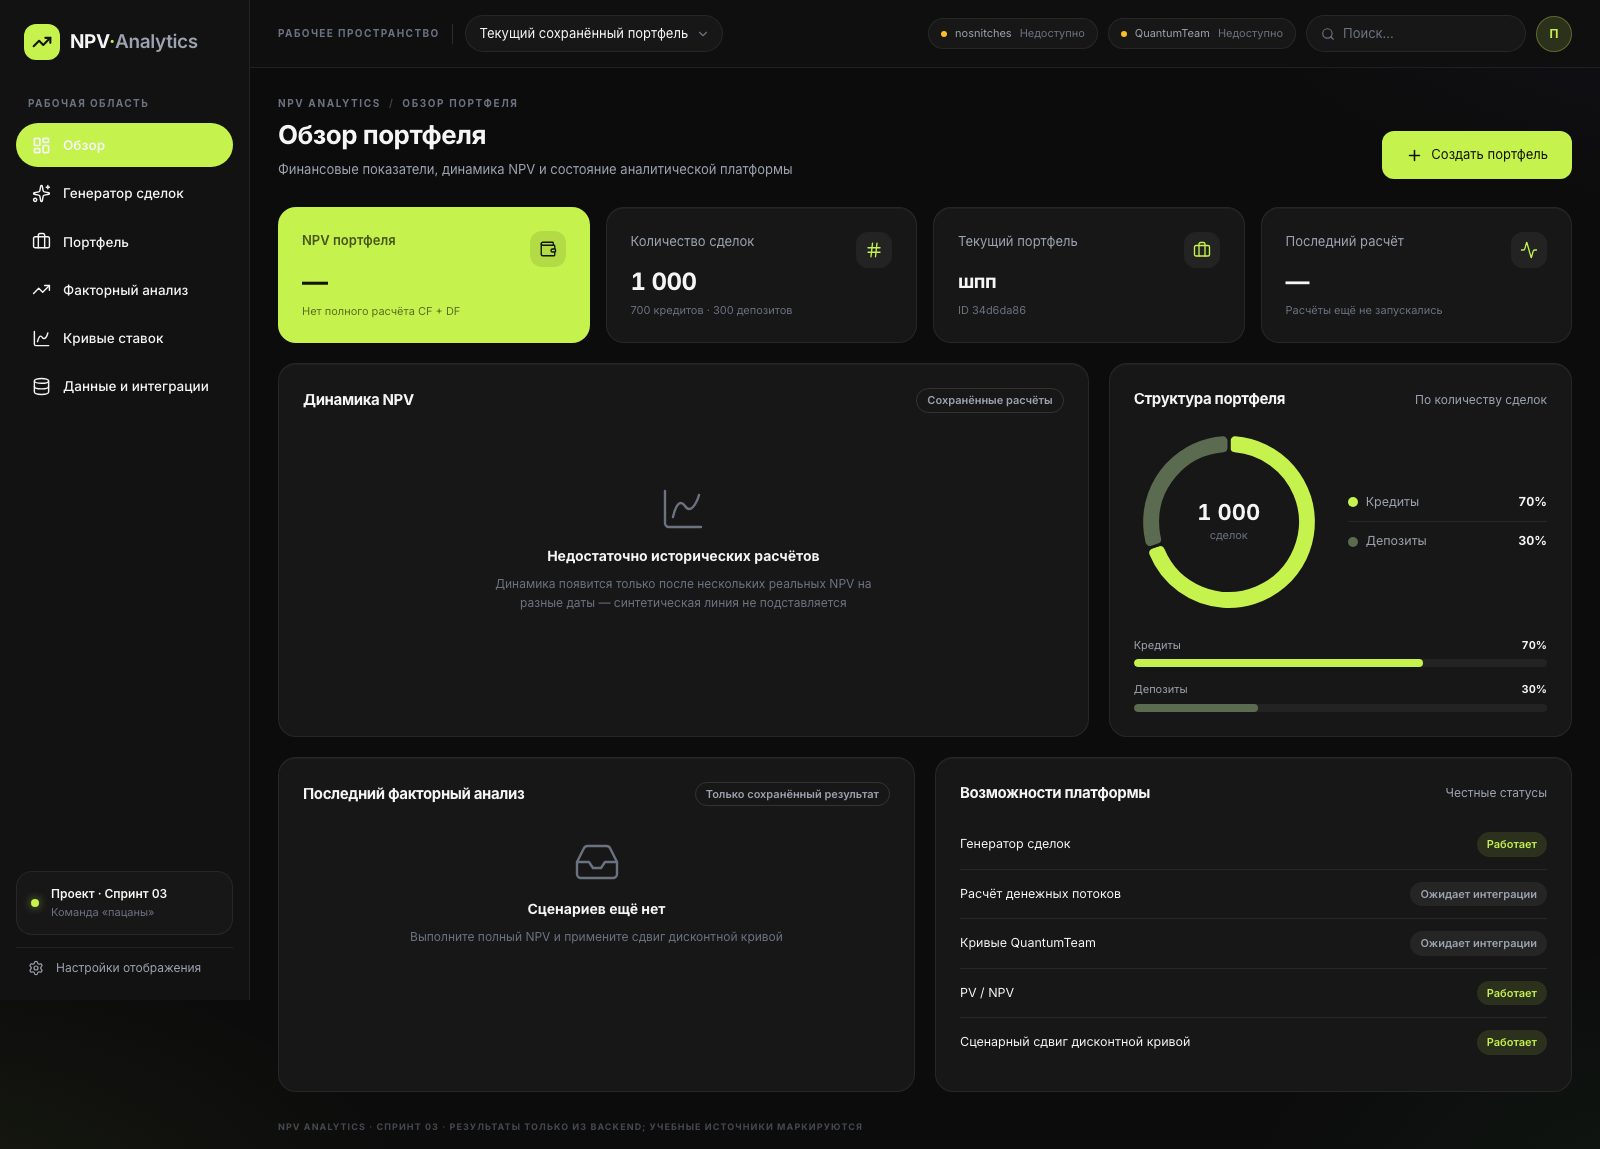 NPV·Analytics
РАБОЧАЯ ОБЛАСТЬ
Обзор
Генератор сделок
Портфель
Факторный анализ
Кривые ставок
Данные и интеграции
Проект · Спринт 03
Команда «пацаны»
Настройки отображения
РАБОЧЕЕ ПРОСТРАНСТВО
Текущий сохранённый портфель
nosnitches Недоступно
QuantumTeam Недоступно
Поиск...
П
NPV ANALYTICS / ОБЗОР ПОРТФЕЛЯ
Обзор портфеля
Финансовые показатели, динамика NPV и состояние аналитической платформы
Создать портфель
NPV портфеля
—
Нет полного расчёта CF + DF
Количество сделок
1 000
700 кредитов · 300 депозитов
Текущий портфель
шпп
ID 34d6da86
Последний расчёт
—
Расчёты ещё не запускались
Динамика NPV
Сохранённые расчёты
Недостаточно исторических расчётов
Динамика появится только после нескольких реальных NPV на
разные даты — синтетическая линия не подставляется
Структура портфеля
По количеству сделок
1 000
сделок
Кредиты 70%
Депозиты 30%
Кредиты 70%
Депозиты 30%
Последний факторный анализ
Только сохранённый результат
Сценариев ещё нет
Выполните полный NPV и примените сдвиг дисконтной кривой
Возможности платформы
Честные статусы
Генератор сделок Работает
Расчёт денежных потоков Ожидает интеграции
Кривые QuantumTeam Ожидает интеграции
PV / NPV Работает
Сценарный сдвиг дисконтной кривой Работает
NPV ANALYTICS · СПРИНТ 03 · РЕЗУЛЬТАТЫ ТОЛЬКО ИЗ BACKEND; УЧЕБНЫЕ ИСТОЧНИКИ МАРКИРУЮТСЯ